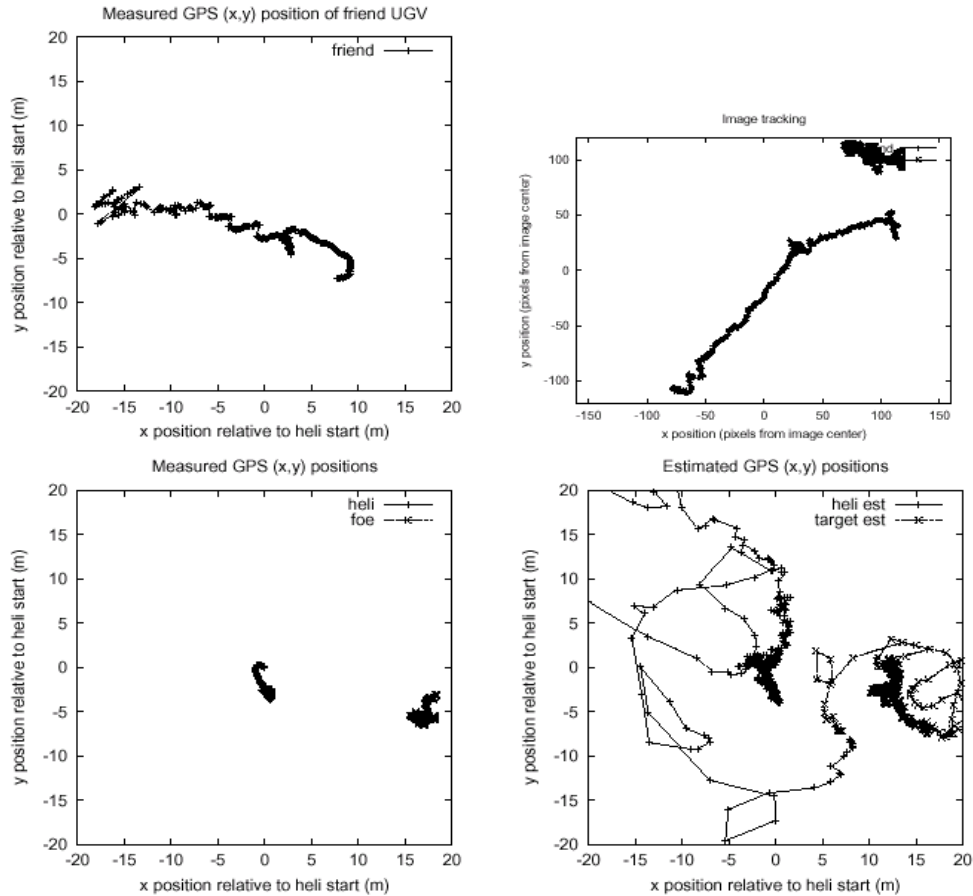 Measured GPS (x,y) position of friend UGV
20
15
10
5
0
-5
-10
-15
-20
friend
y position relative to heli start (m)
-20 -15 -10 -5 0 5 10 15 20
x position relative to heli start (m)
Image tracking
100
50
0
-50
-100
y position (pixels from image center)
-150 -100 -50 0 50 100 150
x position (pixels from image center)
Measured GPS (x,y) positions
20
15
10
5
0
-5
-10
-15
-20
heli
foe
y position relative to heli start (m)
-20 -15 -10 -5 0 5 10 15 20
x position relative to heli start (m)
Estimated GPS (x,y) positions
20
15
10
5
0
-5
-10
-15
-20
heli est
target est
y position relative to heli start (m)
-20 -15 -10 -5 0 5 10 15 20
x position relative to heli start (m)